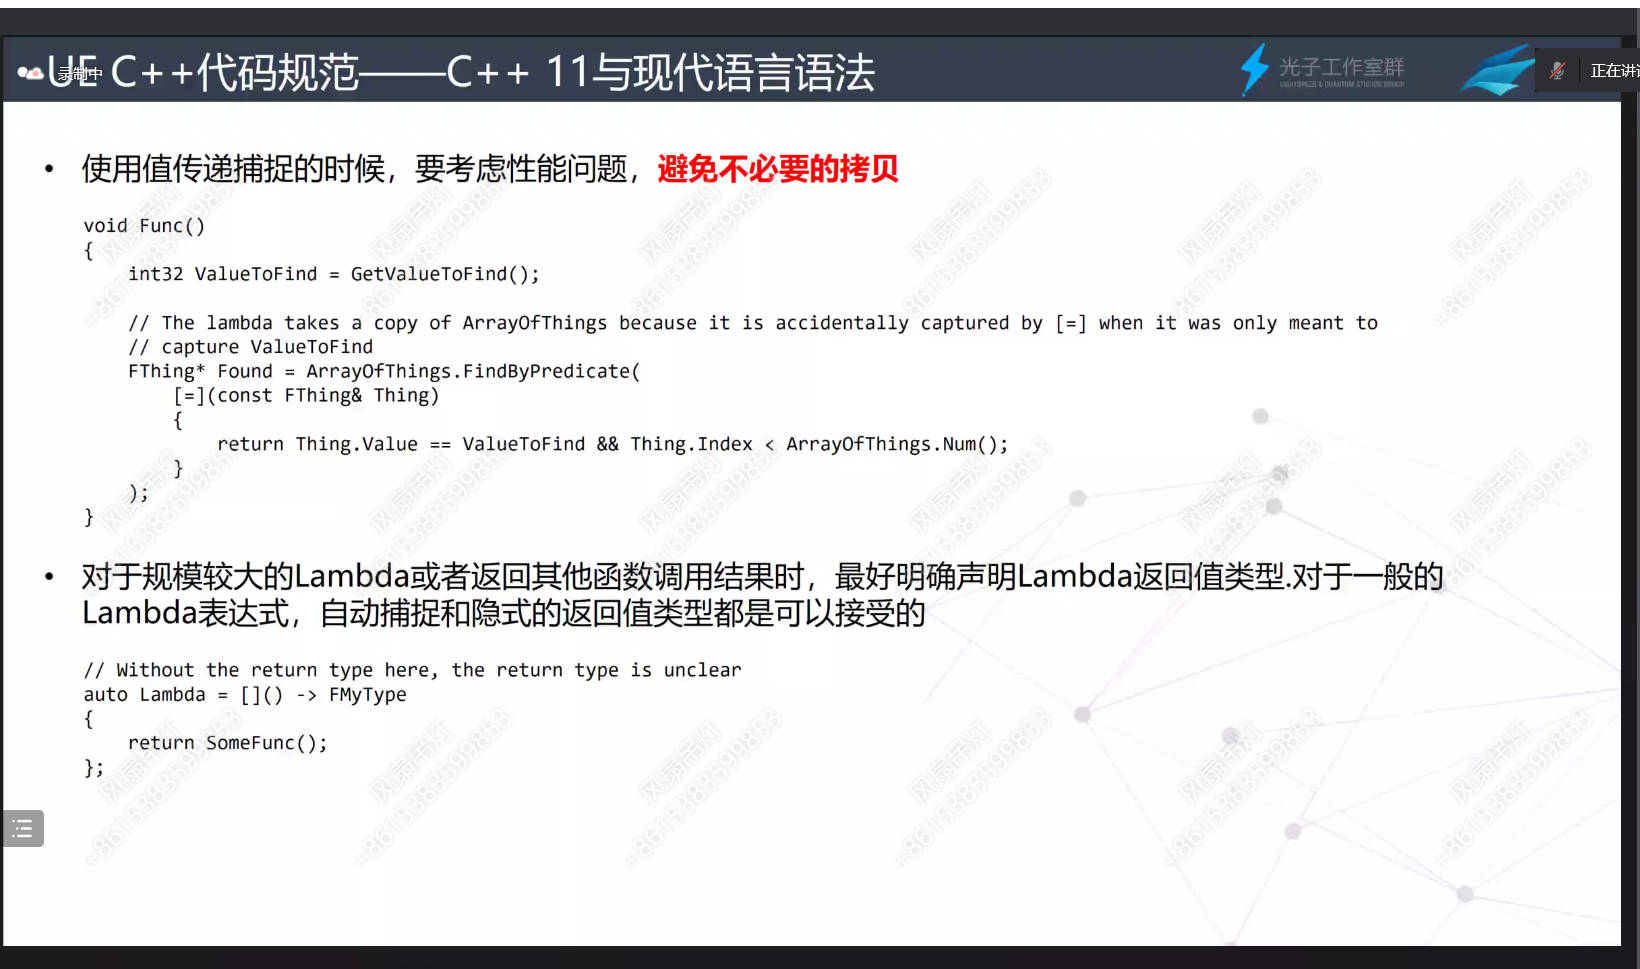 UE C++代码规范——C++ 11与现代语言语法
录制中
光子工作室群
LIGHTSPEED & QUANTUM STUDIOS GROUP
正在讲
• 使用值传递捕捉的时候，要考虑性能问题，避免不必要的拷贝
void Func()
{
int32 ValueToFind = GetValueToFind();
// The lambda takes a copy of ArrayOfThings because it is accidentally captured by [=] when it was only meant to
// capture ValueToFind
FThing* Found = ArrayOfThings.FindByPredicate(
[=](const FThing& Thing)
{
return Thing.Value == ValueToFind && Thing.Index < ArrayOfThings.Num();
}
);
}
• 对于规模较大的Lambda或者返回其他函数调用结果时，最好明确声明Lambda返回值类型.对于一般的
Lambda表达式，自动捕捉和隐式的返回值类型都是可以接受的
// Without the return type here, the return type is unclear
auto Lambda = []() -> FMyType
{
return SomeFunc();
};
风扇吊灯
+8615383599853